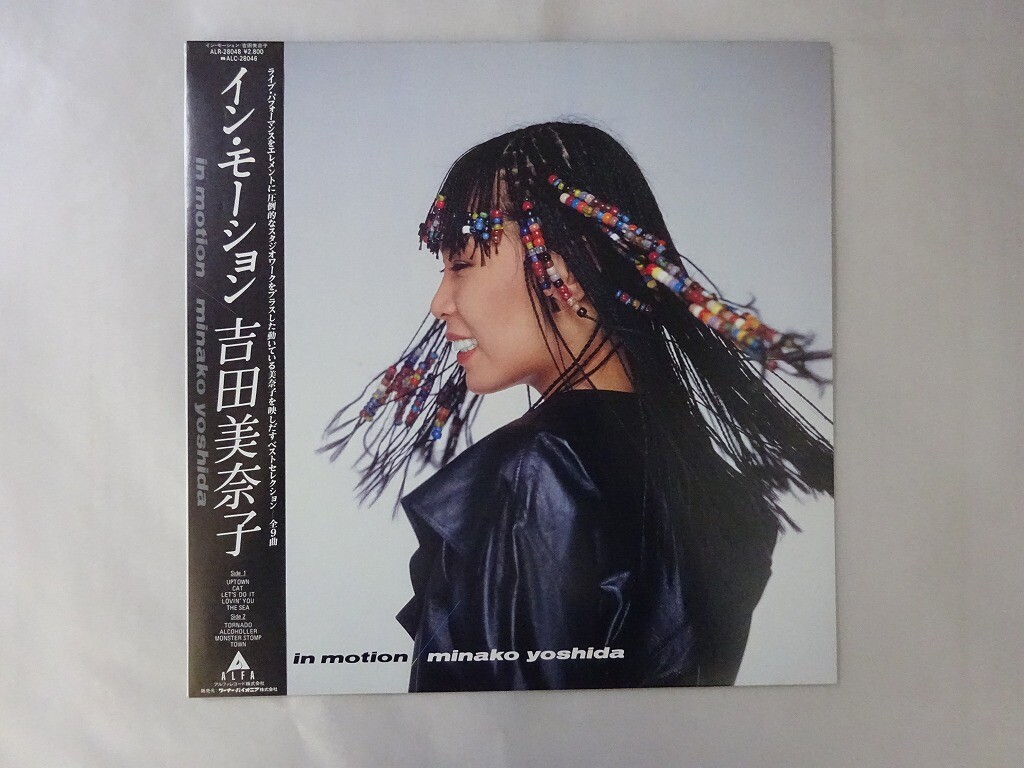 イン・モーション 吉田美奈子
ALR-28048 ¥2,800
ALC-28048
イン・モーション/吉田美奈子
in motion / minako yoshida
ライブ・パフォーマンスをエレメントに圧倒的なスタジオワークをプラスした動いている美奈子を映しだすベストセレクション 全9曲
Side 1
UPTOWN
CAT
LET'S DO IT
LOVIN' YOU
THE SEA
Side 2
TORNADO
ALCOHOLLER
MONSTER STOMP
TOWN
ALFA
アルファレコード株式会社
販売元 ワーナー・パイオニア株式会社
in motion / minako yoshida